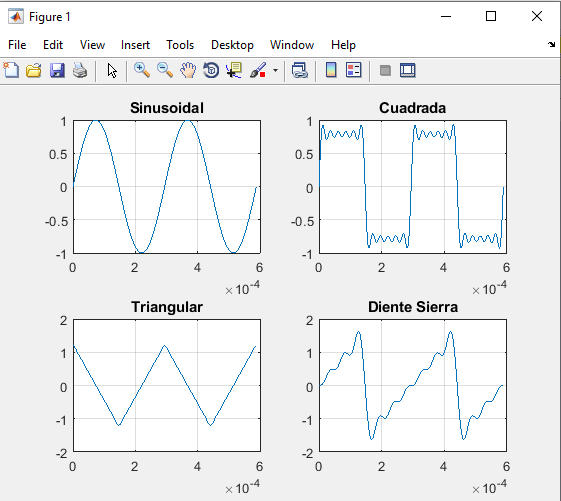 Figure 1
File Edit View Insert Tools Desktop Window Help
Sinusoidal
1
0.5
0
-0.5
-1
0 2 4 6
×10-4
Cuadrada
1
0.5
0
-0.5
-1
0 2 4 6
×10-4
Triangular
2
1
0
-1
-2
0 2 4 6
×10-4
Diente Sierra
2
1
0
-1
-2
0 2 4 6
×10-4